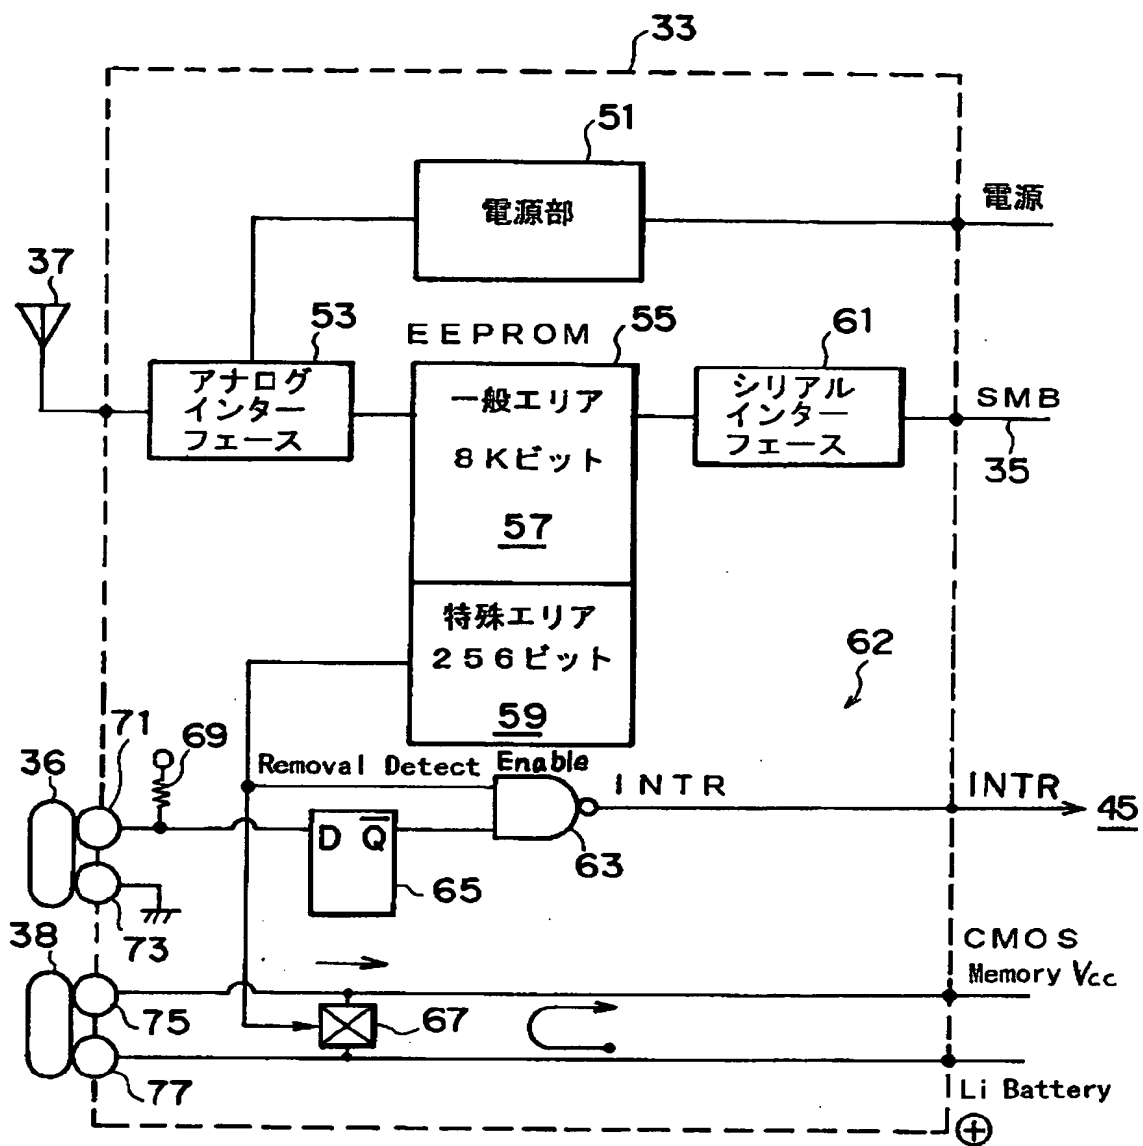 33
51
電源部
電源
37
53
アナログ
インター
フェース
EEPROM
55
一般エリア
8Kビット
57
61
シリアル
インター
フェース
SMB
35
特殊エリア
256ビット
59
62
71
69
36
Removal Detect Enable
INTR
INTR
45
D Q̅
63
65
73
38
CMOS
Memory Vcc
75
67
77
Li Battery
+